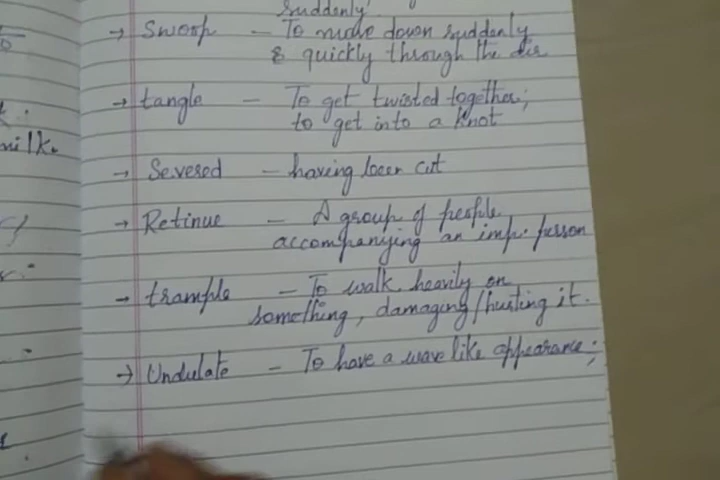 suddenly
→ Swoop - To move down suddenly
& quickly through the air
→ tangle - To get twisted together;
to get into a knot
→ Severed - having been cut
→ Retinue - A group of people
accompanying an imp. person
→ trample - To walk heavily on
something, damaging/hurting it.
→ Undulate - To have a wave like appearance;
milk.